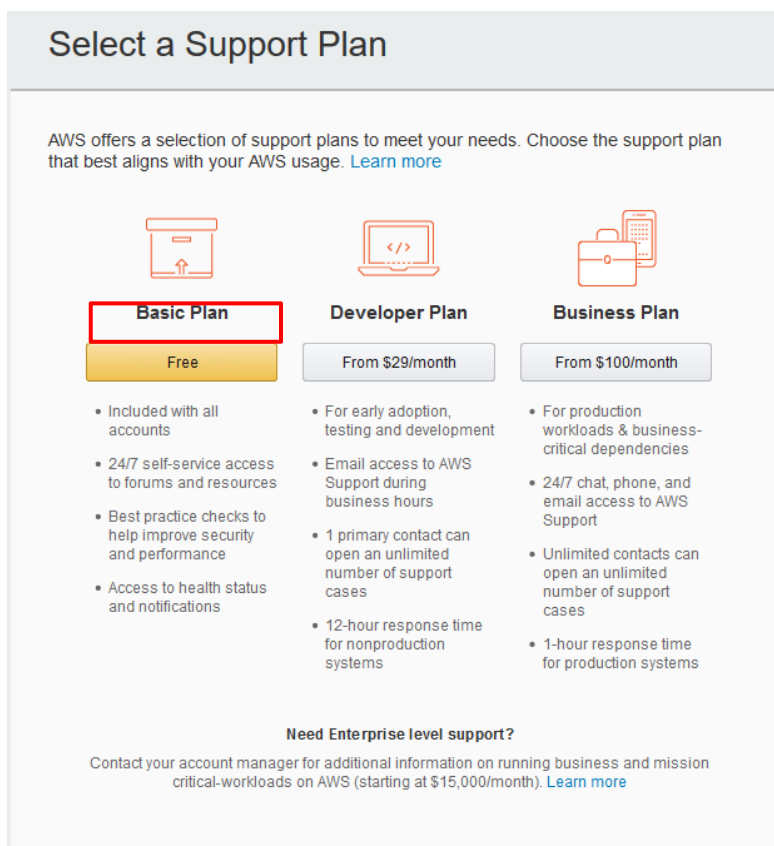 Select a Support Plan
AWS offers a selection of support plans to meet your needs. Choose the support plan
that best aligns with your AWS usage. Learn more
</>
Basic Plan
Free
• Included with all
accounts
• 24/7 self-service access
to forums and resources
• Best practice checks to
help improve security
and performance
• Access to health status
and notifications
Developer Plan
From $29/month
• For early adoption,
testing and development
• Email access to AWS
Support during
business hours
• 1 primary contact can
open an unlimited
number of support
cases
• 12-hour response time
for nonproduction
systems
Business Plan
From $100/month
• For production
workloads & business-
critical dependencies
• 24/7 chat, phone, and
email access to AWS
Support
• Unlimited contacts can
open an unlimited
number of support
cases
• 1-hour response time
for production systems
Need Enterprise level support?
Contact your account manager for additional information on running business and mission
critical-workloads on AWS (starting at $15,000/month). Learn more